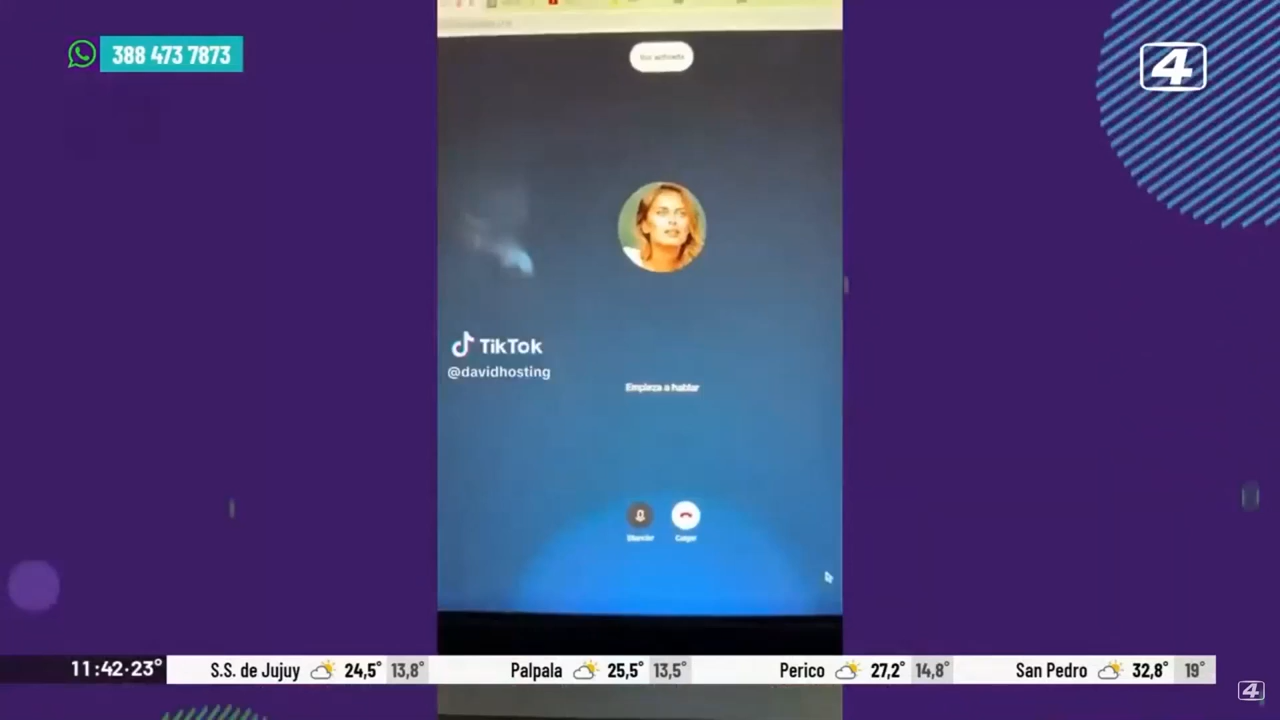 388 473 7873
4
TikTok
@davidhosting
Empieza a hablar
Silenciar
Colgar
11:42·23°
S.S. de Jujuy 24,5° 13,8°
Palpala 25,5° 13,5°
Perico 27,2° 14,8°
San Pedro 32,8° 19°
4